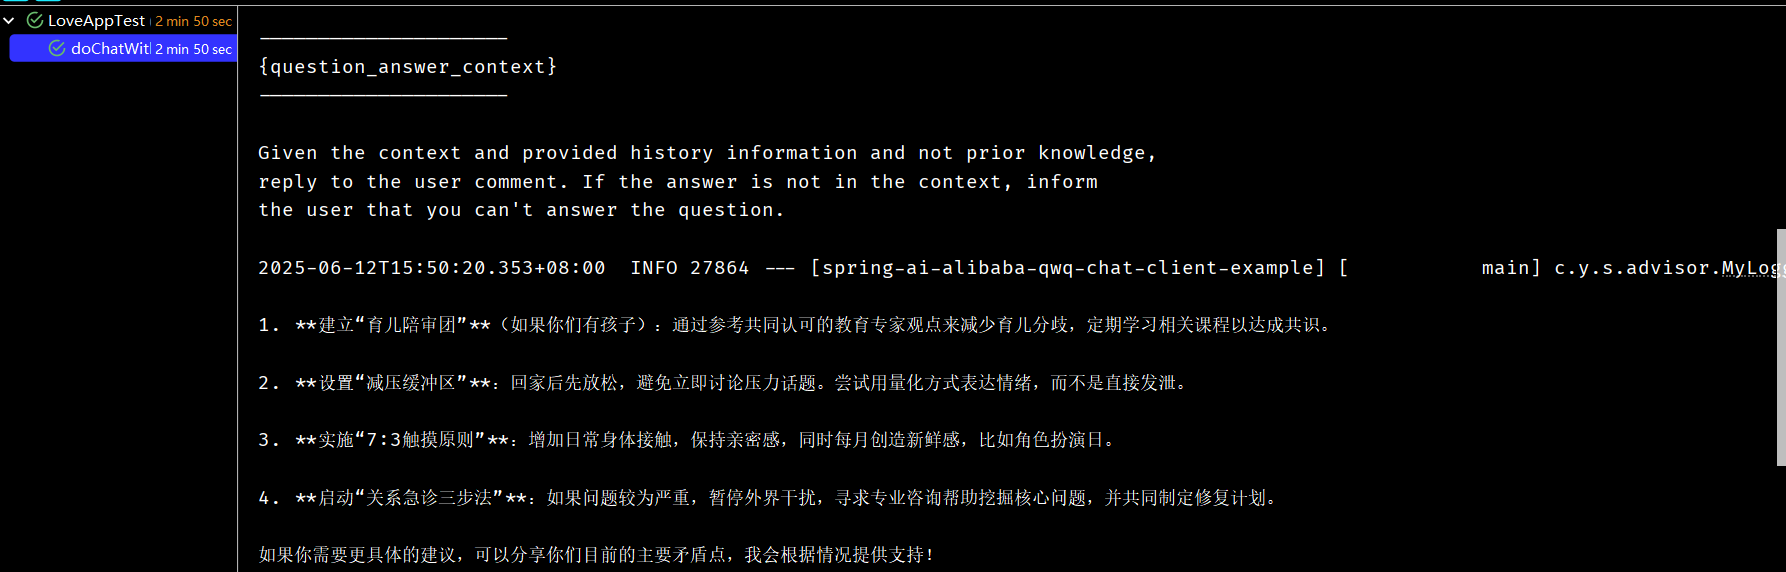 LoveAppTest 2 min 50 sec
doChatWitl 2 min 50 sec
---------------------
{question_answer_context}
---------------------
Given the context and provided history information and not prior knowledge,
reply to the user comment. If the answer is not in the context, inform
the user that you can't answer the question.
2025-06-12T15:50:20.353+08:00  INFO 27864 --- [spring-ai-alibaba-qwq-chat-client-example] [           main] c.y.s.advisor.MyLogg
1. **建立“育儿陪审团”**（如果你们有孩子）：通过参考共同认可的教育专家观点来减少育儿分歧，定期学习相关课程以达成共识。
2. **设置“减压缓冲区”**：回家后先放松，避免立即讨论压力话题。尝试用量化方式表达情绪，而不是直接发泄。
3. **实施“7:3触摸原则”**：增加日常身体接触，保持亲密感，同时每月创造新鲜感，比如角色扮演日。
4. **启动“关系急诊三步法”**：如果问题较为严重，暂停外界干扰，寻求专业咨询帮助挖掘核心问题，并共同制定修复计划。
如果你需要更具体的建议，可以分享你们目前的主要矛盾点，我会根据情况提供支持！